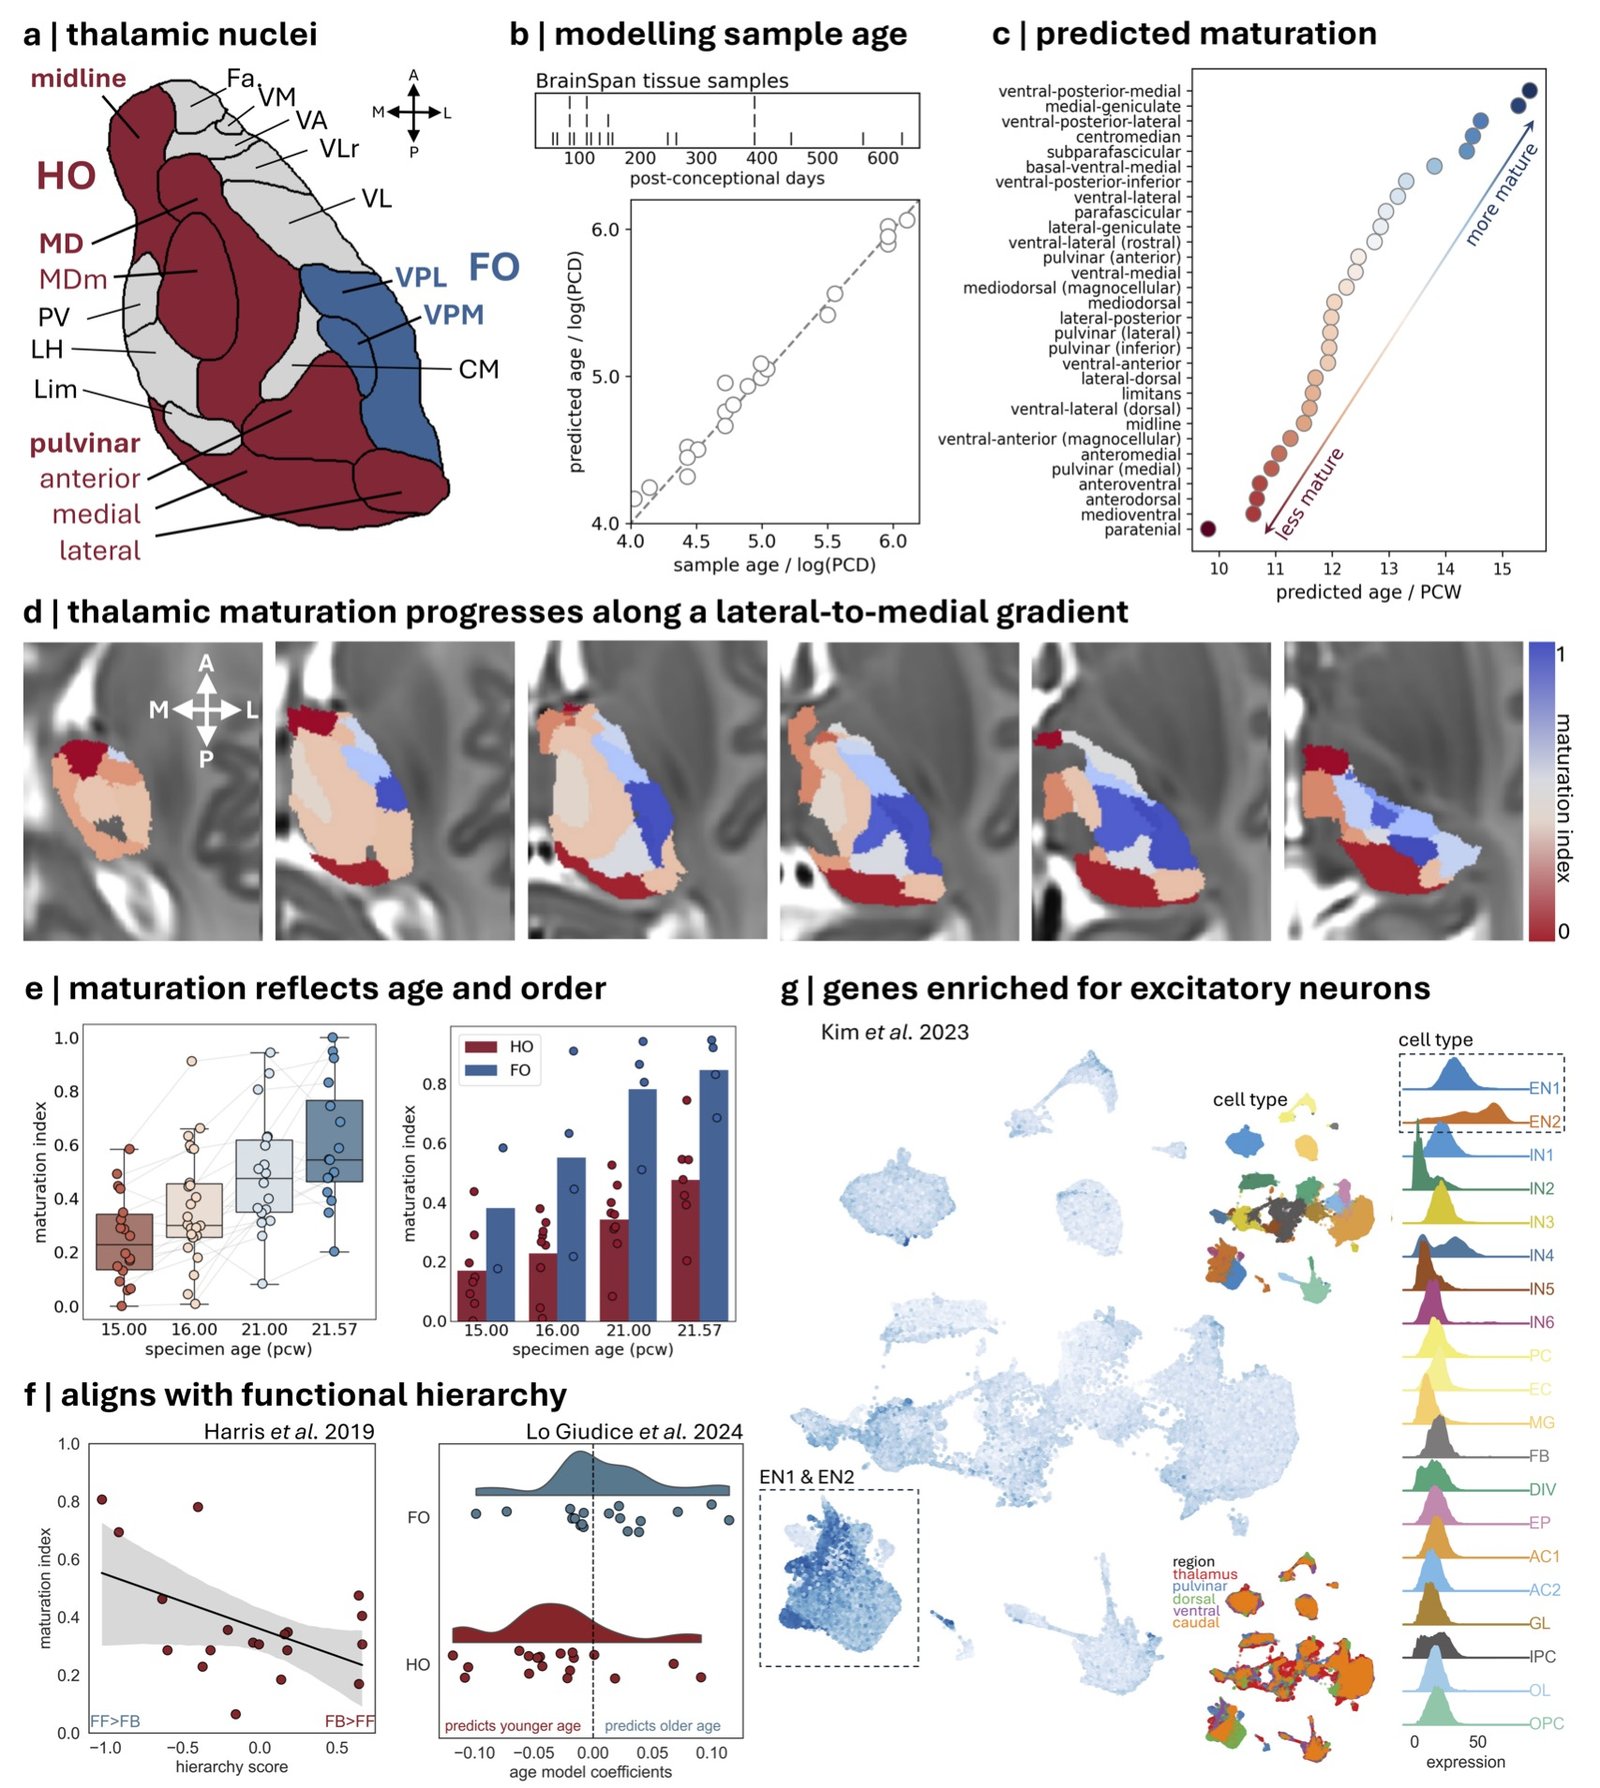 a | thalamic nuclei
midline
Fa.
VM
VA
VLr
VL
HO
MD
MDm
PV
LH
Lim
pulvinar
anterior
medial
lateral
VPL
FO
VPM
CM
A
M
L
P
b | modelling sample age
BrainSpan tissue samples
100 200 300 400 500 600
post-conceptional days
predicted age / log(PCD)
6.0
5.0
4.0
4.0 4.5 5.0 5.5 6.0
sample age / log(PCD)
c | predicted maturation
ventral-posterior-medial
medial-geniculate
ventral-posterior-lateral
centromedian
subparafascicular
basal-ventral-medial
ventral-posterior-inferior
ventral-lateral
parafascicular
lateral-geniculate
ventral-lateral (rostral)
pulvinar (anterior)
ventral-medial
mediodorsal (magnocellular)
mediodorsal
lateral-posterior
pulvinar (lateral)
pulvinar (inferior)
ventral-anterior
lateral-dorsal
limitans
ventral-lateral (dorsal)
midline
ventral-anterior (magnocellular)
anteromedial
pulvinar (medial)
anteroventral
anterodorsal
medioventral
paratenial
more mature
less mature
10 11 12 13 14 15
predicted age / PCW
d | thalamic maturation progresses along a lateral-to-medial gradient
A
M
L
P
1
maturation index
0
e | maturation reflects age and order
maturation index
1.0
0.8
0.6
0.4
0.2
0.0
15.00 16.00 21.00 21.57
specimen age (pcw)
HO
FO
maturation index
0.8
0.6
0.4
0.2
0.0
15.00 16.00 21.00 21.57
specimen age (pcw)
f | aligns with functional hierarchy
Harris et al. 2019
maturation index
1.0
0.8
0.6
0.4
0.2
0.0
FF>FB
FB>FF
−1.0 −0.5 0.0 0.5
hierarchy score
Lo Giudice et al. 2024
FO
HO
predicts younger age
predicts older age
−0.10 −0.05 0.00 0.05 0.10
age model coefficients
g | genes enriched for excitatory neurons
Kim et al. 2023
cell type
EN1 & EN2
region
thalamus
pulvinar
dorsal
ventral
caudal
cell type
EN1
EN2
IN1
IN2
IN3
IN4
IN5
IN6
PC
EC
MG
FB
DIV
EP
AC1
AC2
GL
IPC
OL
OPC
0 50
expression